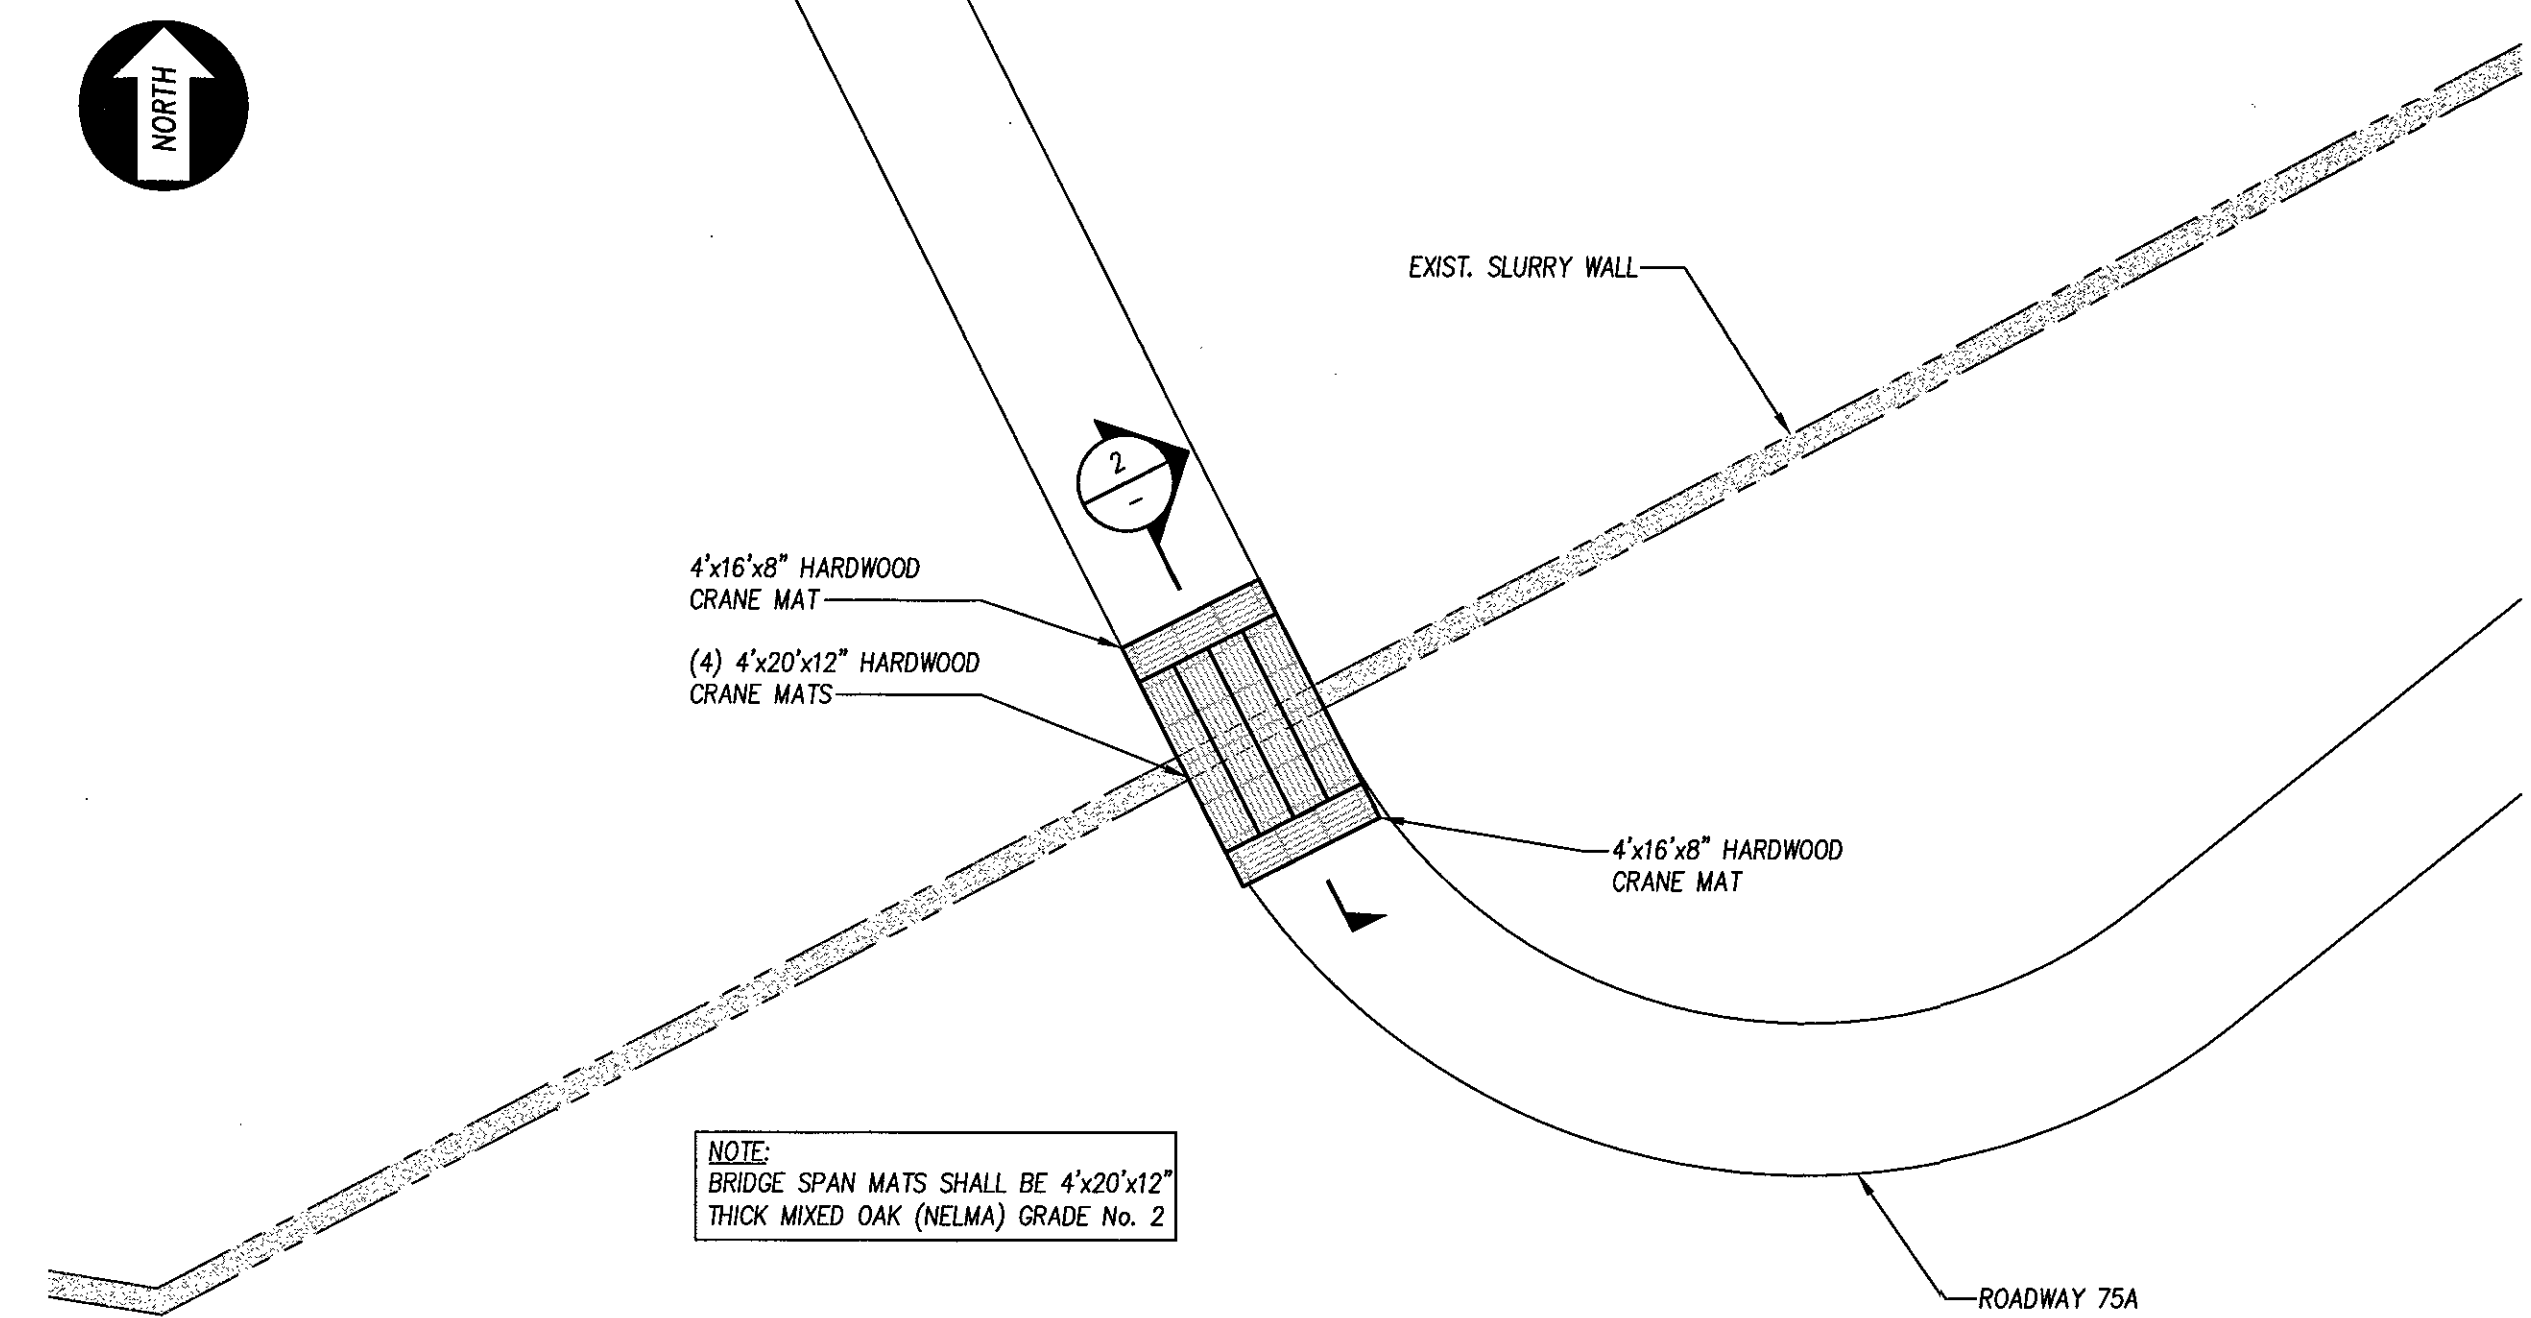 NORTH
EXIST. SLURRY WALL
2
-
4'x16'x8" HARDWOOD
CRANE MAT
(4) 4'x20'x12" HARDWOOD
CRANE MATS
4'x16'x8" HARDWOOD
CRANE MAT
NOTE:
BRIDGE SPAN MATS SHALL BE 4'x20'x12"
THICK MIXED OAK (NELMA) GRADE No. 2
ROADWAY 75A